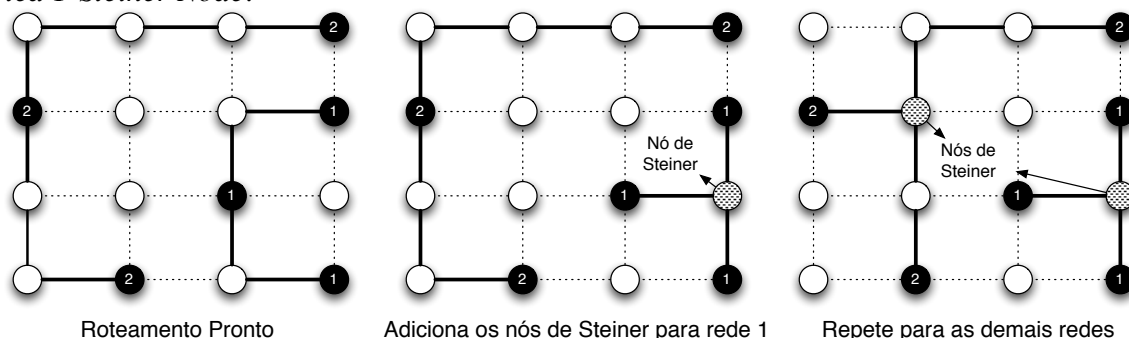 2
2
1
1
2
1
Roteamento Pronto
2
2
1
Nó de
Steiner
1
2
1
Adiciona os nós de Steiner para rede 1
2
2
1
Nós de
Steiner
1
2
1
Repete para as demais redes